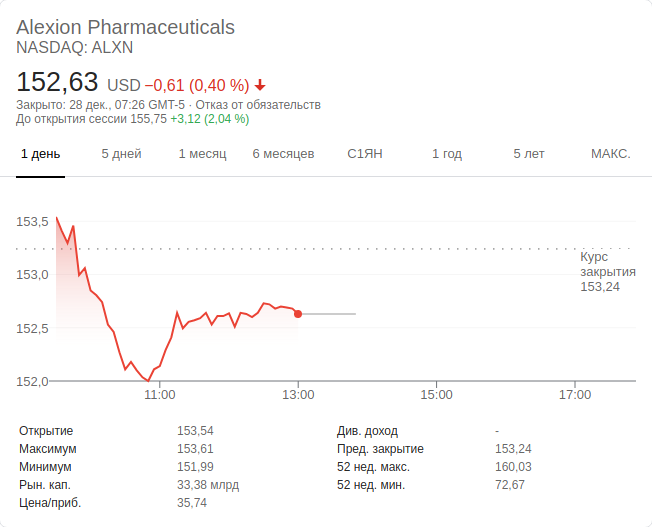 Alexion Pharmaceuticals
NASDAQ: ALXN
152,63 USD −0,61 (0,40 %)
Закрыто: 28 дек., 07:26 GMT-5 · Отказ от обязательств
До открытия сессии 155,75 +3,12 (2,04 %)
1 день 5 дней 1 месяц 6 месяцев С1ЯН 1 год 5 лет МАКС.
153,5
153,0
152,5
152,0
Курс
закрытия
153,24
11:00 13:00 15:00 17:00
Открытие 153,54 Див. доход -
Максимум 153,61 Пред. закрытие 153,24
Минимум 151,99 52 нед. макс. 160,03
Рын. кап. 33,38 млрд 52 нед. мин. 72,67
Цена/приб. 35,74